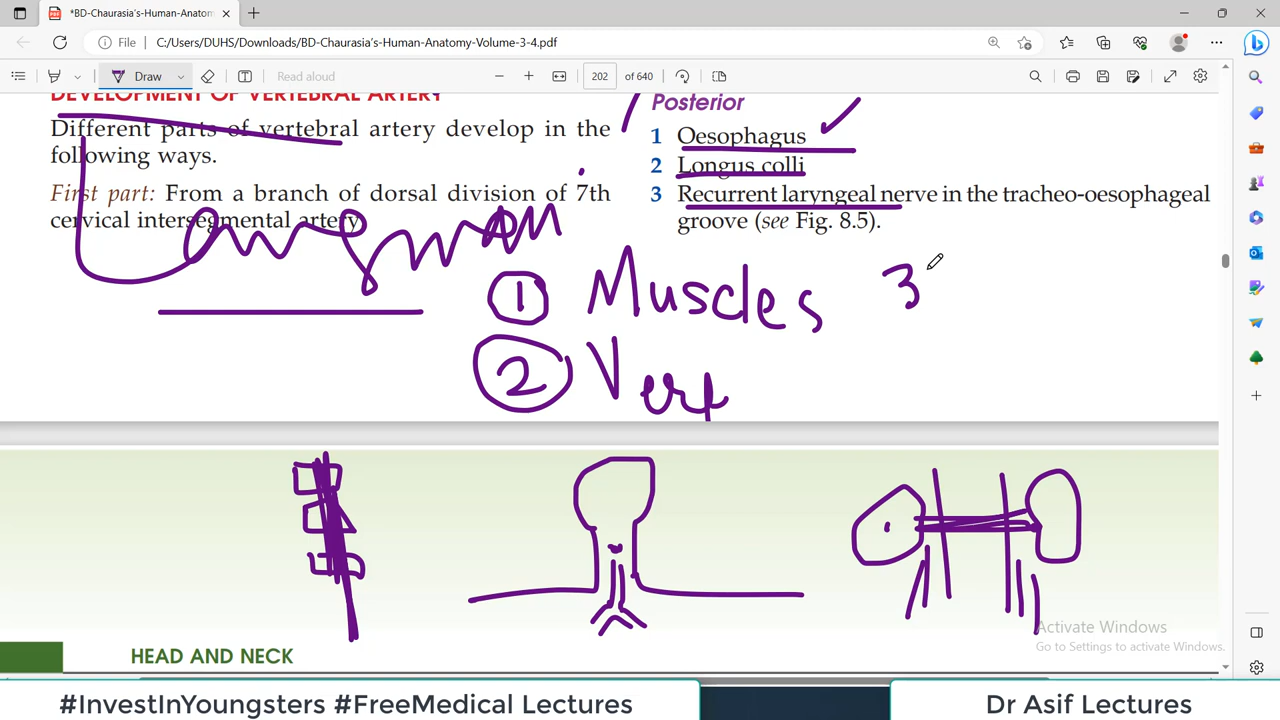 *BD-Chaurasia's-Human-Anatom
File
C:/Users/DUHS/Downloads/BD-Chaurasia's-Human-Anatomy-Volume-3-4.pdf
Draw
Read aloud
202 of 640
DEVELOPMENT OF VERTEBRAL ARTERY
Different parts of vertebral artery develop in the
following ways.
First part: From a branch of dorsal division of 7th
cervical intersegmental artery
Posterior
1 Oesophagus
2 Longus colli
3 Recurrent laryngeal nerve in the tracheo-oesophageal
groove (see Fig. 8.5).
1 Muscles 3
2
HEAD AND NECK
Activate Windows
Go to Settings to activate Windows.
#InvestInYoungsters #FreeMedical Lectures
Dr Asif Lectures